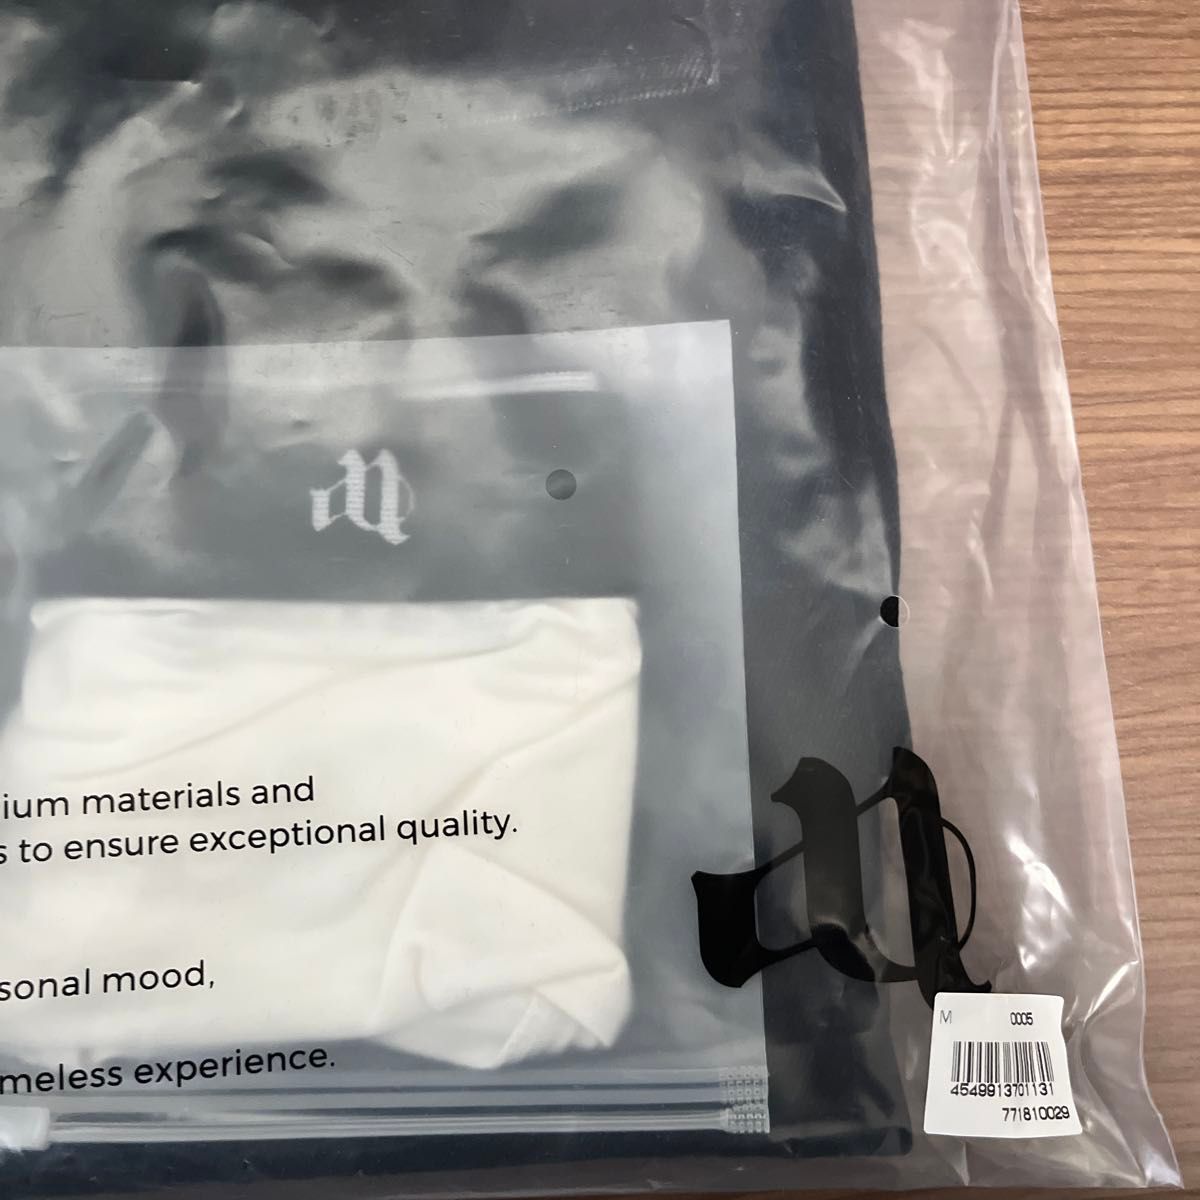 ium materials and
s to ensure exceptional quality.
sonal mood,
meless experience.
M 0005
4549913701131
771810029